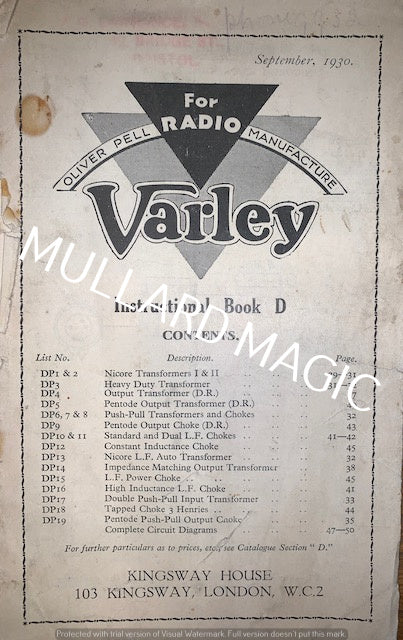 September, 1930.
For
RADIO
OLIVER PELL MANUFACTURE
Varley
MULLARD MAGIC
Instructional Book D
CONTENTS.
List No. Description. Page.
DP1 & 2 Nicore Transformers I & II 29—31
DP3 Heavy Duty Transformer
DP4 Output Transformer (D.R.)
DP5 Pentode Output Transformer (D.R.)
DP6, 7 & 8 Push-Pull Transformers and Chokes 32
DP9 Pentode Output Choke (D.R.) 43
DP10 & 11 Standard and Dual L.F. Chokes 41—42
DP12 Constant Inductance Choke 45
DP13 Nicore L.F. Auto Transformer 32
DP14 Impedance Matching Output Transformer 38
DP15 L.F. Power Choke 45
DP16 High Inductance L.F. Choke 41
DP17 Double Push-Pull Input Transformer 33
DP18 Tapped Choke 3 Henries 44
DP19 Pentode Push-Pull Output Choke 35
Complete Circuit Diagrams 47—50
For further particulars as to prices, etc., see Catalogue Section " D."
KINGSWAY HOUSE
103 KINGSWAY, LONDON, W.C.2
Protected with trial version of Visual Watermark. Full version doesn't put this mark.